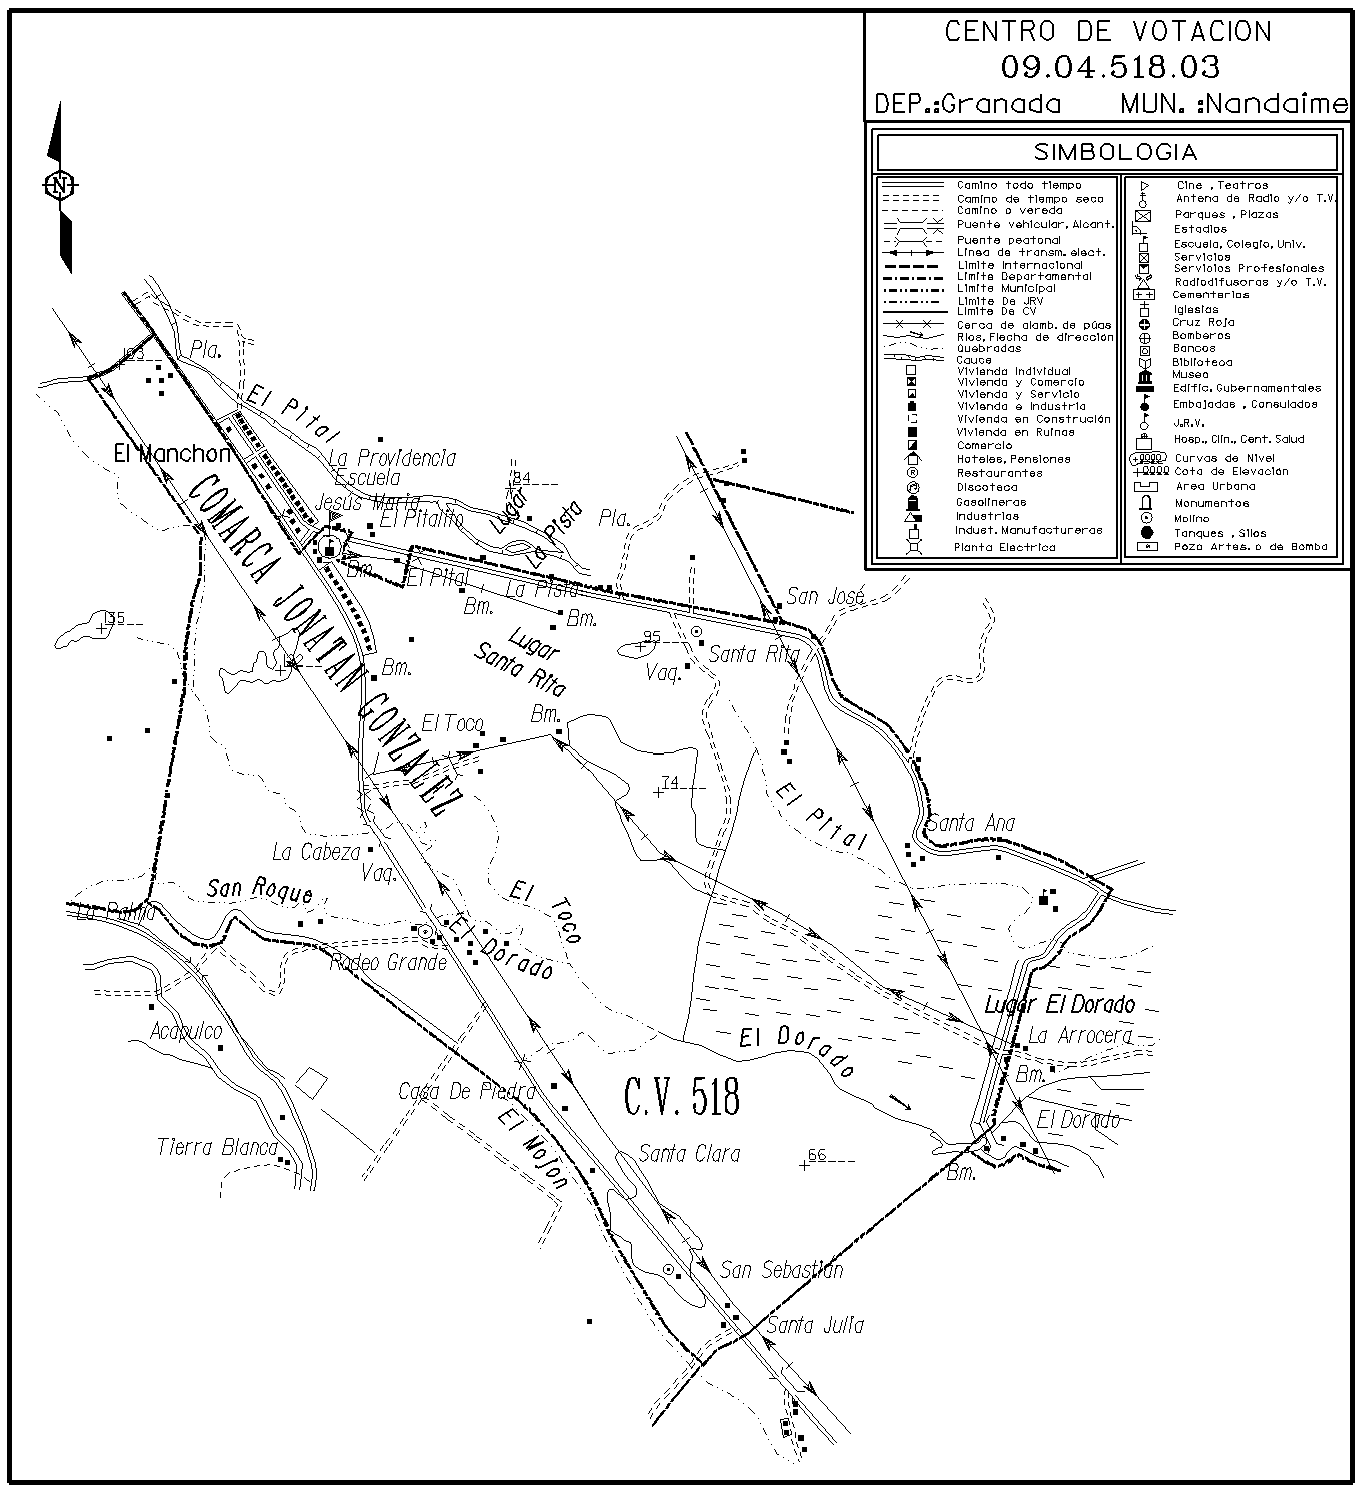 CENTRO DE VOTACION
09.04.518.03
DEP.:Granada MUN. :Nandaime
SIMBOLOGIA
Camino todo tiempo
Camino de tiempo seco
Camino o vereda
Puente vehicular, Alcant.
Puente peatonal
Linea de transm. elect.
Limite Internacional
Limite Departamental
Limite Municipal
Limite De JRV
Limite De CV
Cerca de alamb. de púas
Rios, Flecha de dirección
Quebradas
Cauce
Vivienda Individual
Vivienda y Comercio
Vivienda y Servicio
Vivienda e Industria
Vivienda en Construción
Vivienda en Ruinas
Comercio
Hoteles, Pensiones
Restaurantes
Discoteca
Gasolineras
Industrias
Indust. Manufactureras
Planta Electrica
Cine , Teatros
Antena de Radio y/o T.V.
Parques , Plazas
Estadios
Escuela, Colegio, Univ.
Servicios
Servicios Profesionales
Radiodifusoras y/o T.V.
Cementerios
Iglesias
Cruz Roja
Bomberos
Bancos
Biblioteca
Museo
Edific. Gubernamentales
Embajadas , Consulados
J.R.V.
Hosp., Clin., Cent. Salud
Curvas de Nivel
Cota de Elevación
Area Urbana
Monumentos
Molino
Tanques , Silos
Pozo Artes. o de Bomba
N
193
Pla.
El Pital
El Manchon
La Providencia
Escuela
Jesús Maria
El Pitalito
84
Lugar
La Pista
Pla.
COMARCA JONATAN GONZALEZ
Bm.
El Pital
La Pista
Bm.
Bm.
San José
135
Lugar
Santa Rita
95
Santa Rita
Vaq.
Bm.
El Toco
Bm.
74
El Pital
Santa Ana
La Cabeza
Vaq.
San Roque
La Palma
El Toco
El Dorado
Rodeo Grande
Lugar El Dorado
La Arrocera
Acapulco
El Dorado
Bm.
Casa De Piedra
C.V. 518
El Mojón
El Dorado
Tierra Blanca
Santa Clara
66
Bm.
San Sebastián
Santa Julia